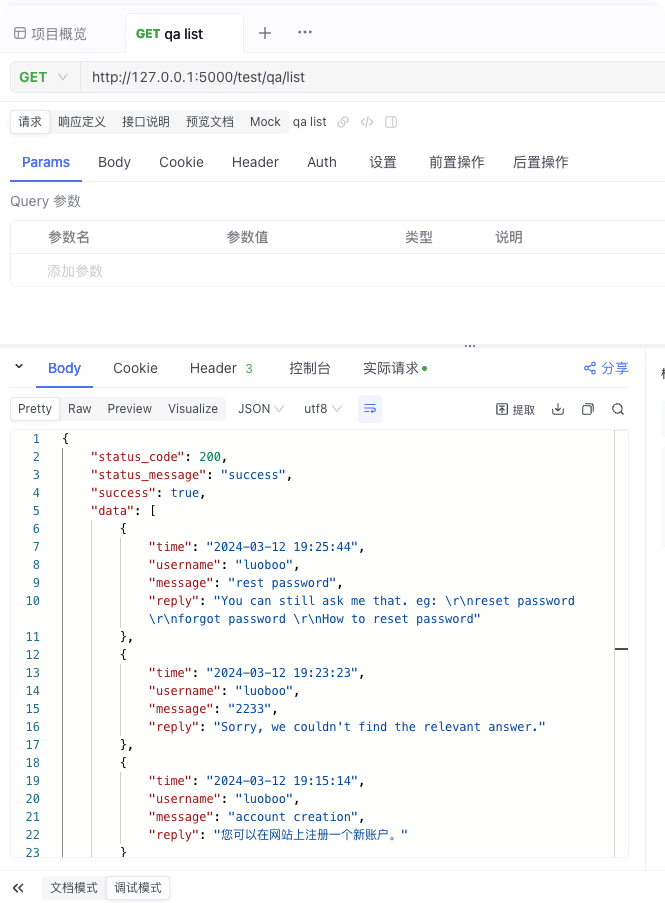 项目概览 GET qa list
GET http://127.0.0.1:5000/test/qa/list
请求 响应定义 接口说明 预览文档 Mock qa list
Params Body Cookie Header Auth 设置 前置操作 后置操作
Query 参数
参数名 参数值 类型 说明
添加参数
Body Cookie Header 3 控制台 实际请求 分享
Pretty Raw Preview Visualize JSON utf8 提取
1 {
2 "status_code": 200,
3 "status_message": "success",
4 "success": true,
5 "data": [
6 {
7 "time": "2024-03-12 19:25:44",
8 "username": "luoboo",
9 "message": "rest password",
10 "reply": "You can still ask me that. eg: \r\nreset password
\r\nforgot password \r\nHow to reset password"
11 },
12 {
13 "time": "2024-03-12 19:23:23",
14 "username": "luoboo",
15 "message": "2233",
16 "reply": "Sorry, we couldn't find the relevant answer."
17 },
18 {
19 "time": "2024-03-12 19:15:14",
20 "username": "luoboo",
21 "message": "account creation",
22 "reply": "您可以在网站上注册一个新账户。"
23 }
文档模式 调试模式